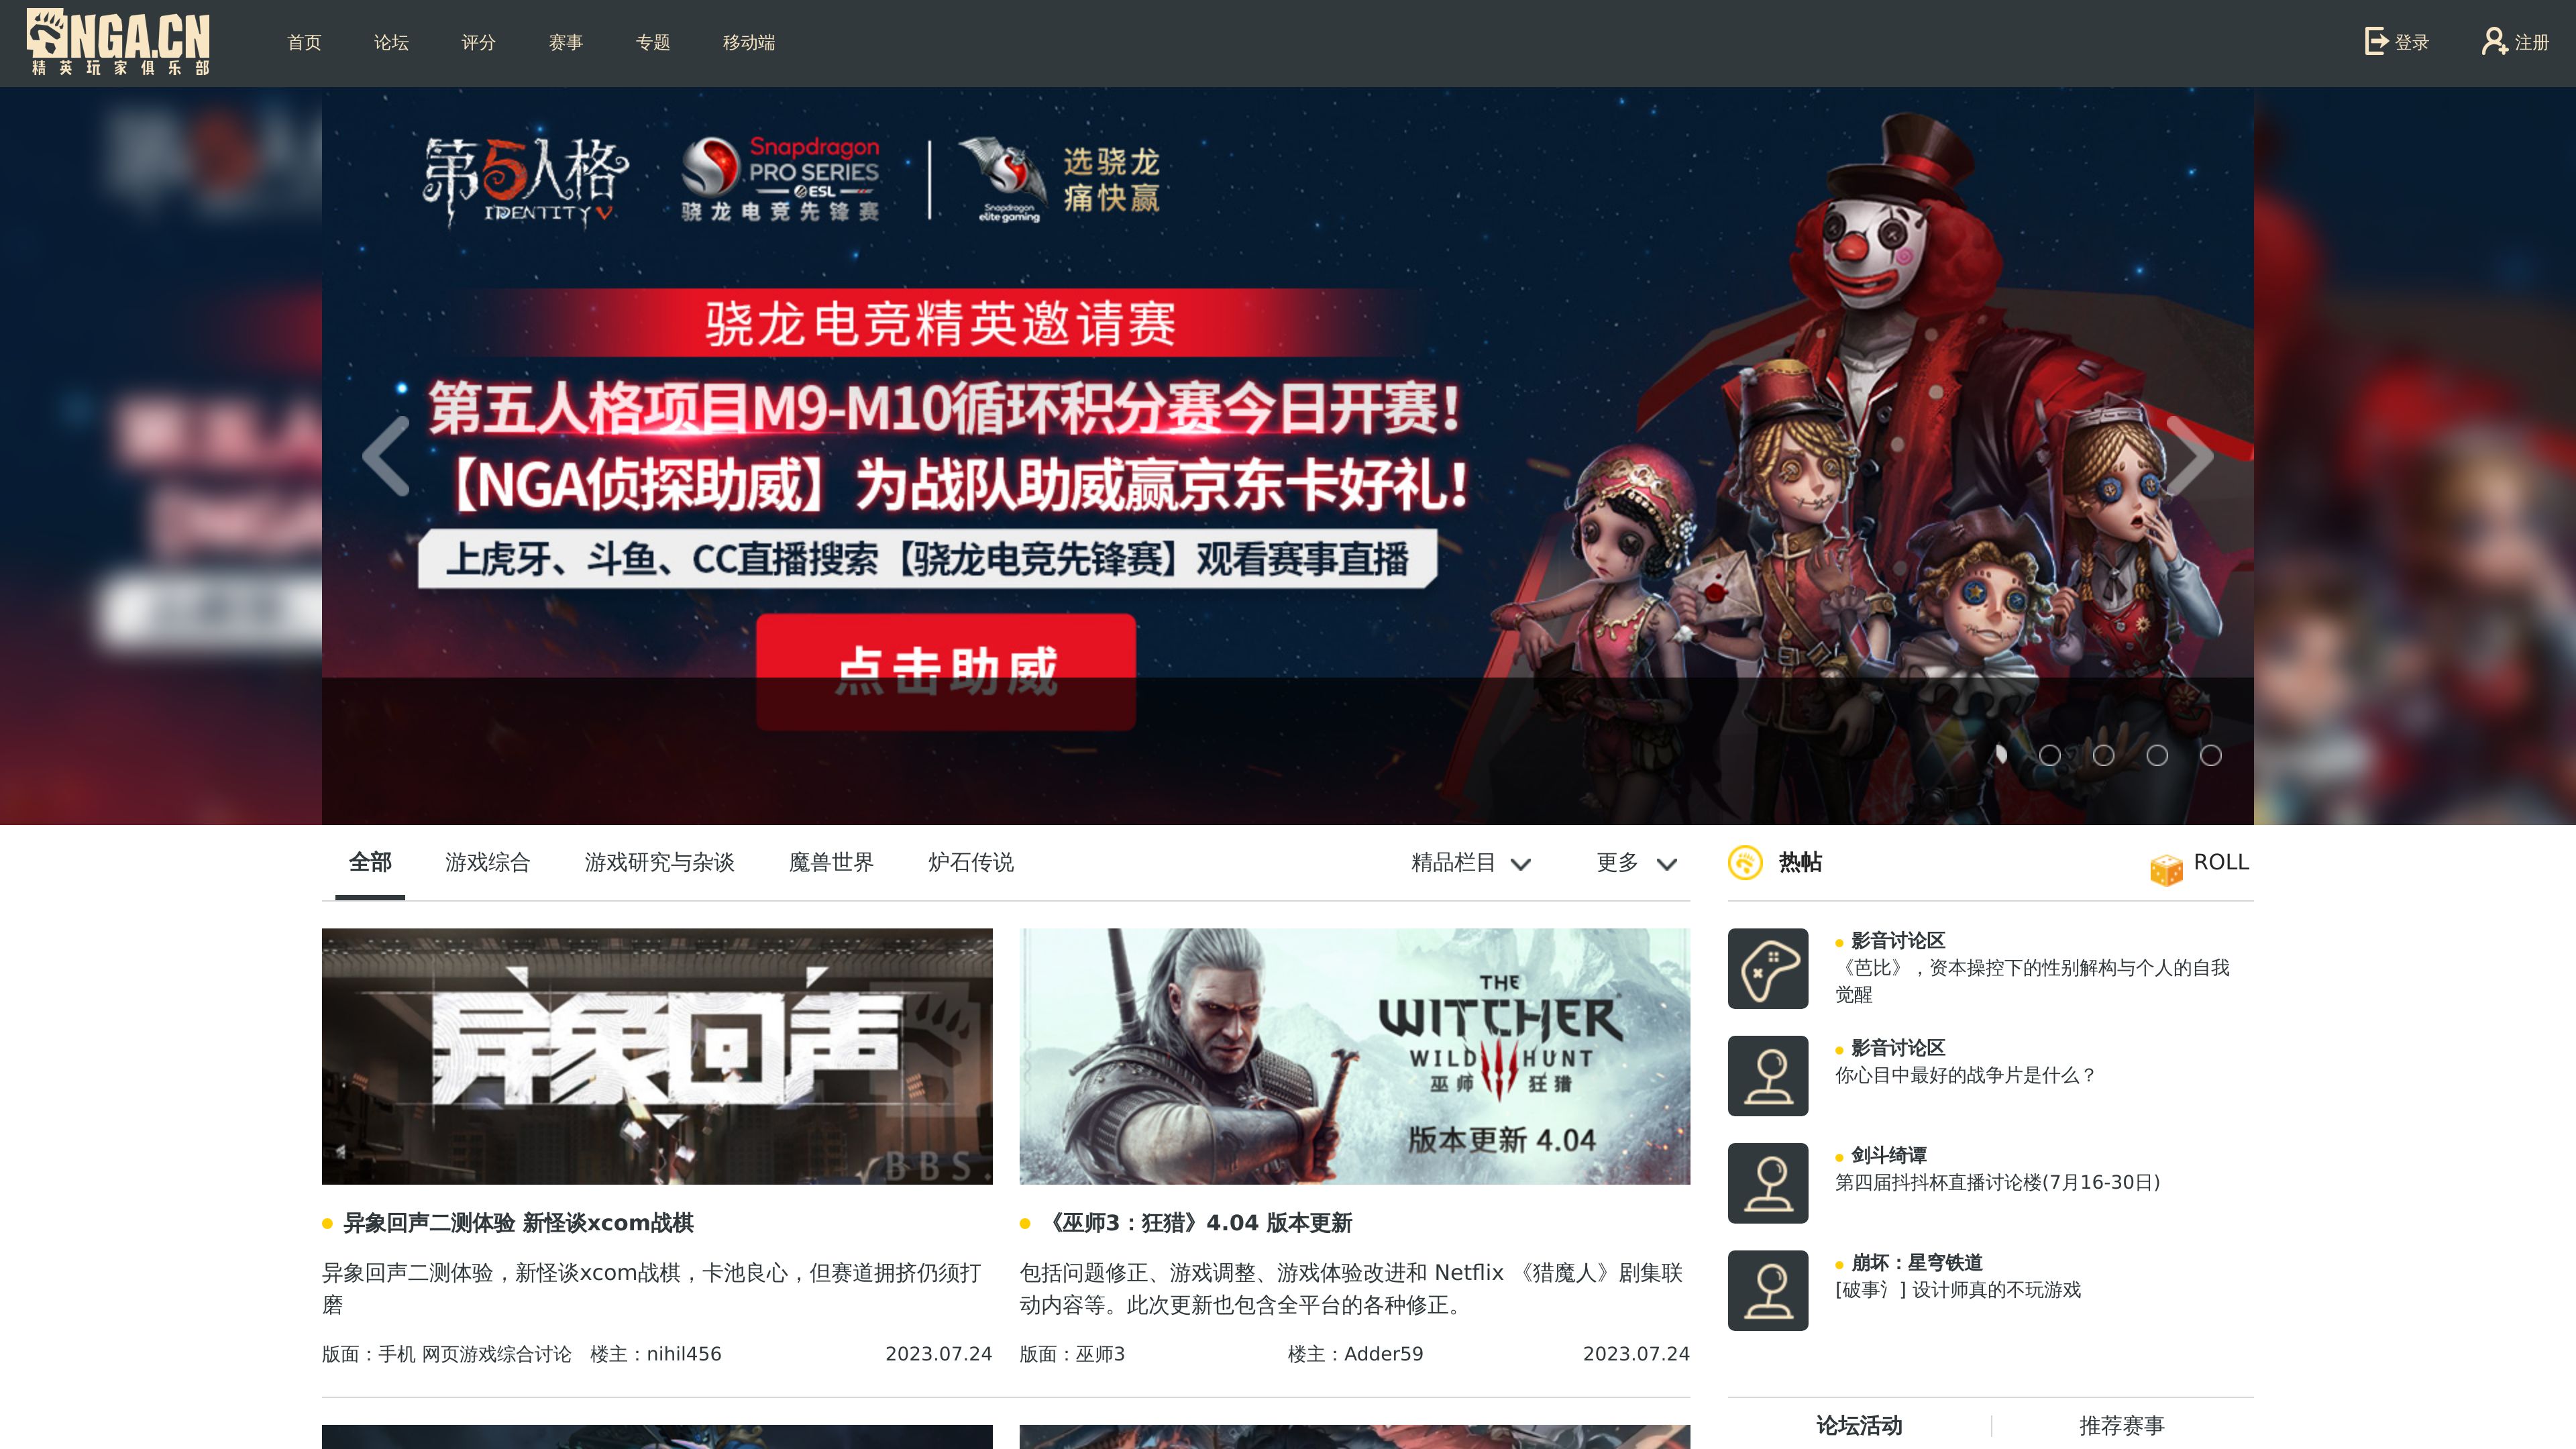 NGA.CN
精英玩家俱乐部
首页 论坛 评分 赛事 专题 移动端
登录 注册
第5人格
IDENTITY V
Snapdragon
PRO SERIES
ESL
骁龙电竞先锋赛
Snapdragon
elite gaming
选骁龙
痛快赢
骁龙电竞精英邀请赛
第五人格项目M9-M10循环积分赛今日开赛!
【NGA侦探助威】为战队助威赢京东卡好礼!
上虎牙、斗鱼、CC直播搜索【骁龙电竞先锋赛】观看赛事直播
点击助威
全部 游戏综合 游戏研究与杂谈 魔兽世界 炉石传说 精品栏目 更多
异象回声
BBS.
异象回声二测体验 新怪谈xcom战棋
异象回声二测体验，新怪谈xcom战棋，卡池良心，但赛道拥挤仍须打
磨
版面：手机 网页游戏综合讨论 楼主：nihil456 2023.07.24
THE
WITCHER
WILD HUNT
巫师 狂猎
版本更新 4.04
《巫师3：狂猎》4.04 版本更新
包括问题修正、游戏调整、游戏体验改进和 Netflix 《猎魔人》剧集联
动内容等。此次更新也包含全平台的各种修正。
版面：巫师3 楼主：Adder59 2023.07.24
热帖 ROLL
影音讨论区
《芭比》，资本操控下的性别解构与个人的自我
觉醒
影音讨论区
你心目中最好的战争片是什么？
剑斗绮谭
第四届抖抖杯直播讨论楼(7月16-30日)
崩坏：星穹铁道
[破事氵] 设计师真的不玩游戏
论坛活动 推荐赛事